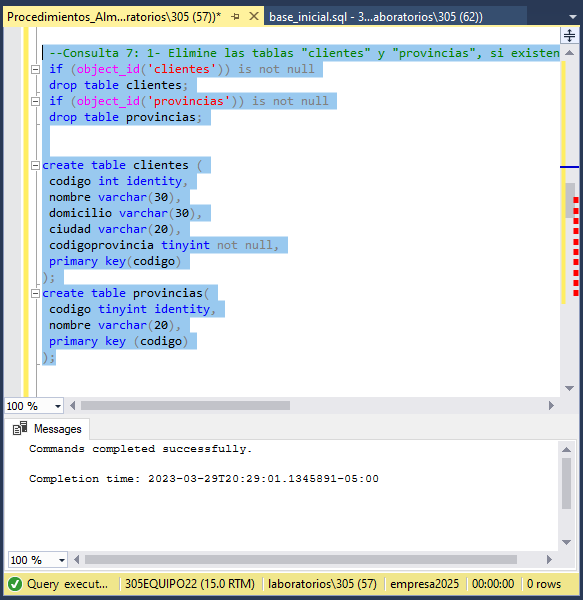 Procedimientos_Alm...ratorios\305 (57))*
base_inicial.sql - 3...aboratorios\305 (62))
--Consulta 7: 1- Elimine las tablas "clientes" y "provincias", si existen
if (object_id('clientes')) is not null
drop table clientes;
if (object_id('provincias')) is not null
drop table provincias;
create table clientes (
codigo int identity,
nombre varchar(30),
domicilio varchar(30),
ciudad varchar(20),
codigoprovincia tinyint not null,
primary key(codigo)
);
create table provincias(
codigo tinyint identity,
nombre varchar(20),
primary key (codigo)
);
100 %
Messages
Commands completed successfully.
Completion time: 2023-03-29T20:29:01.1345891-05:00
100 %
Query execut... 305EQUIPO22 (15.0 RTM) laboratorios\305 (57) empresa2025 00:00:00 0 rows